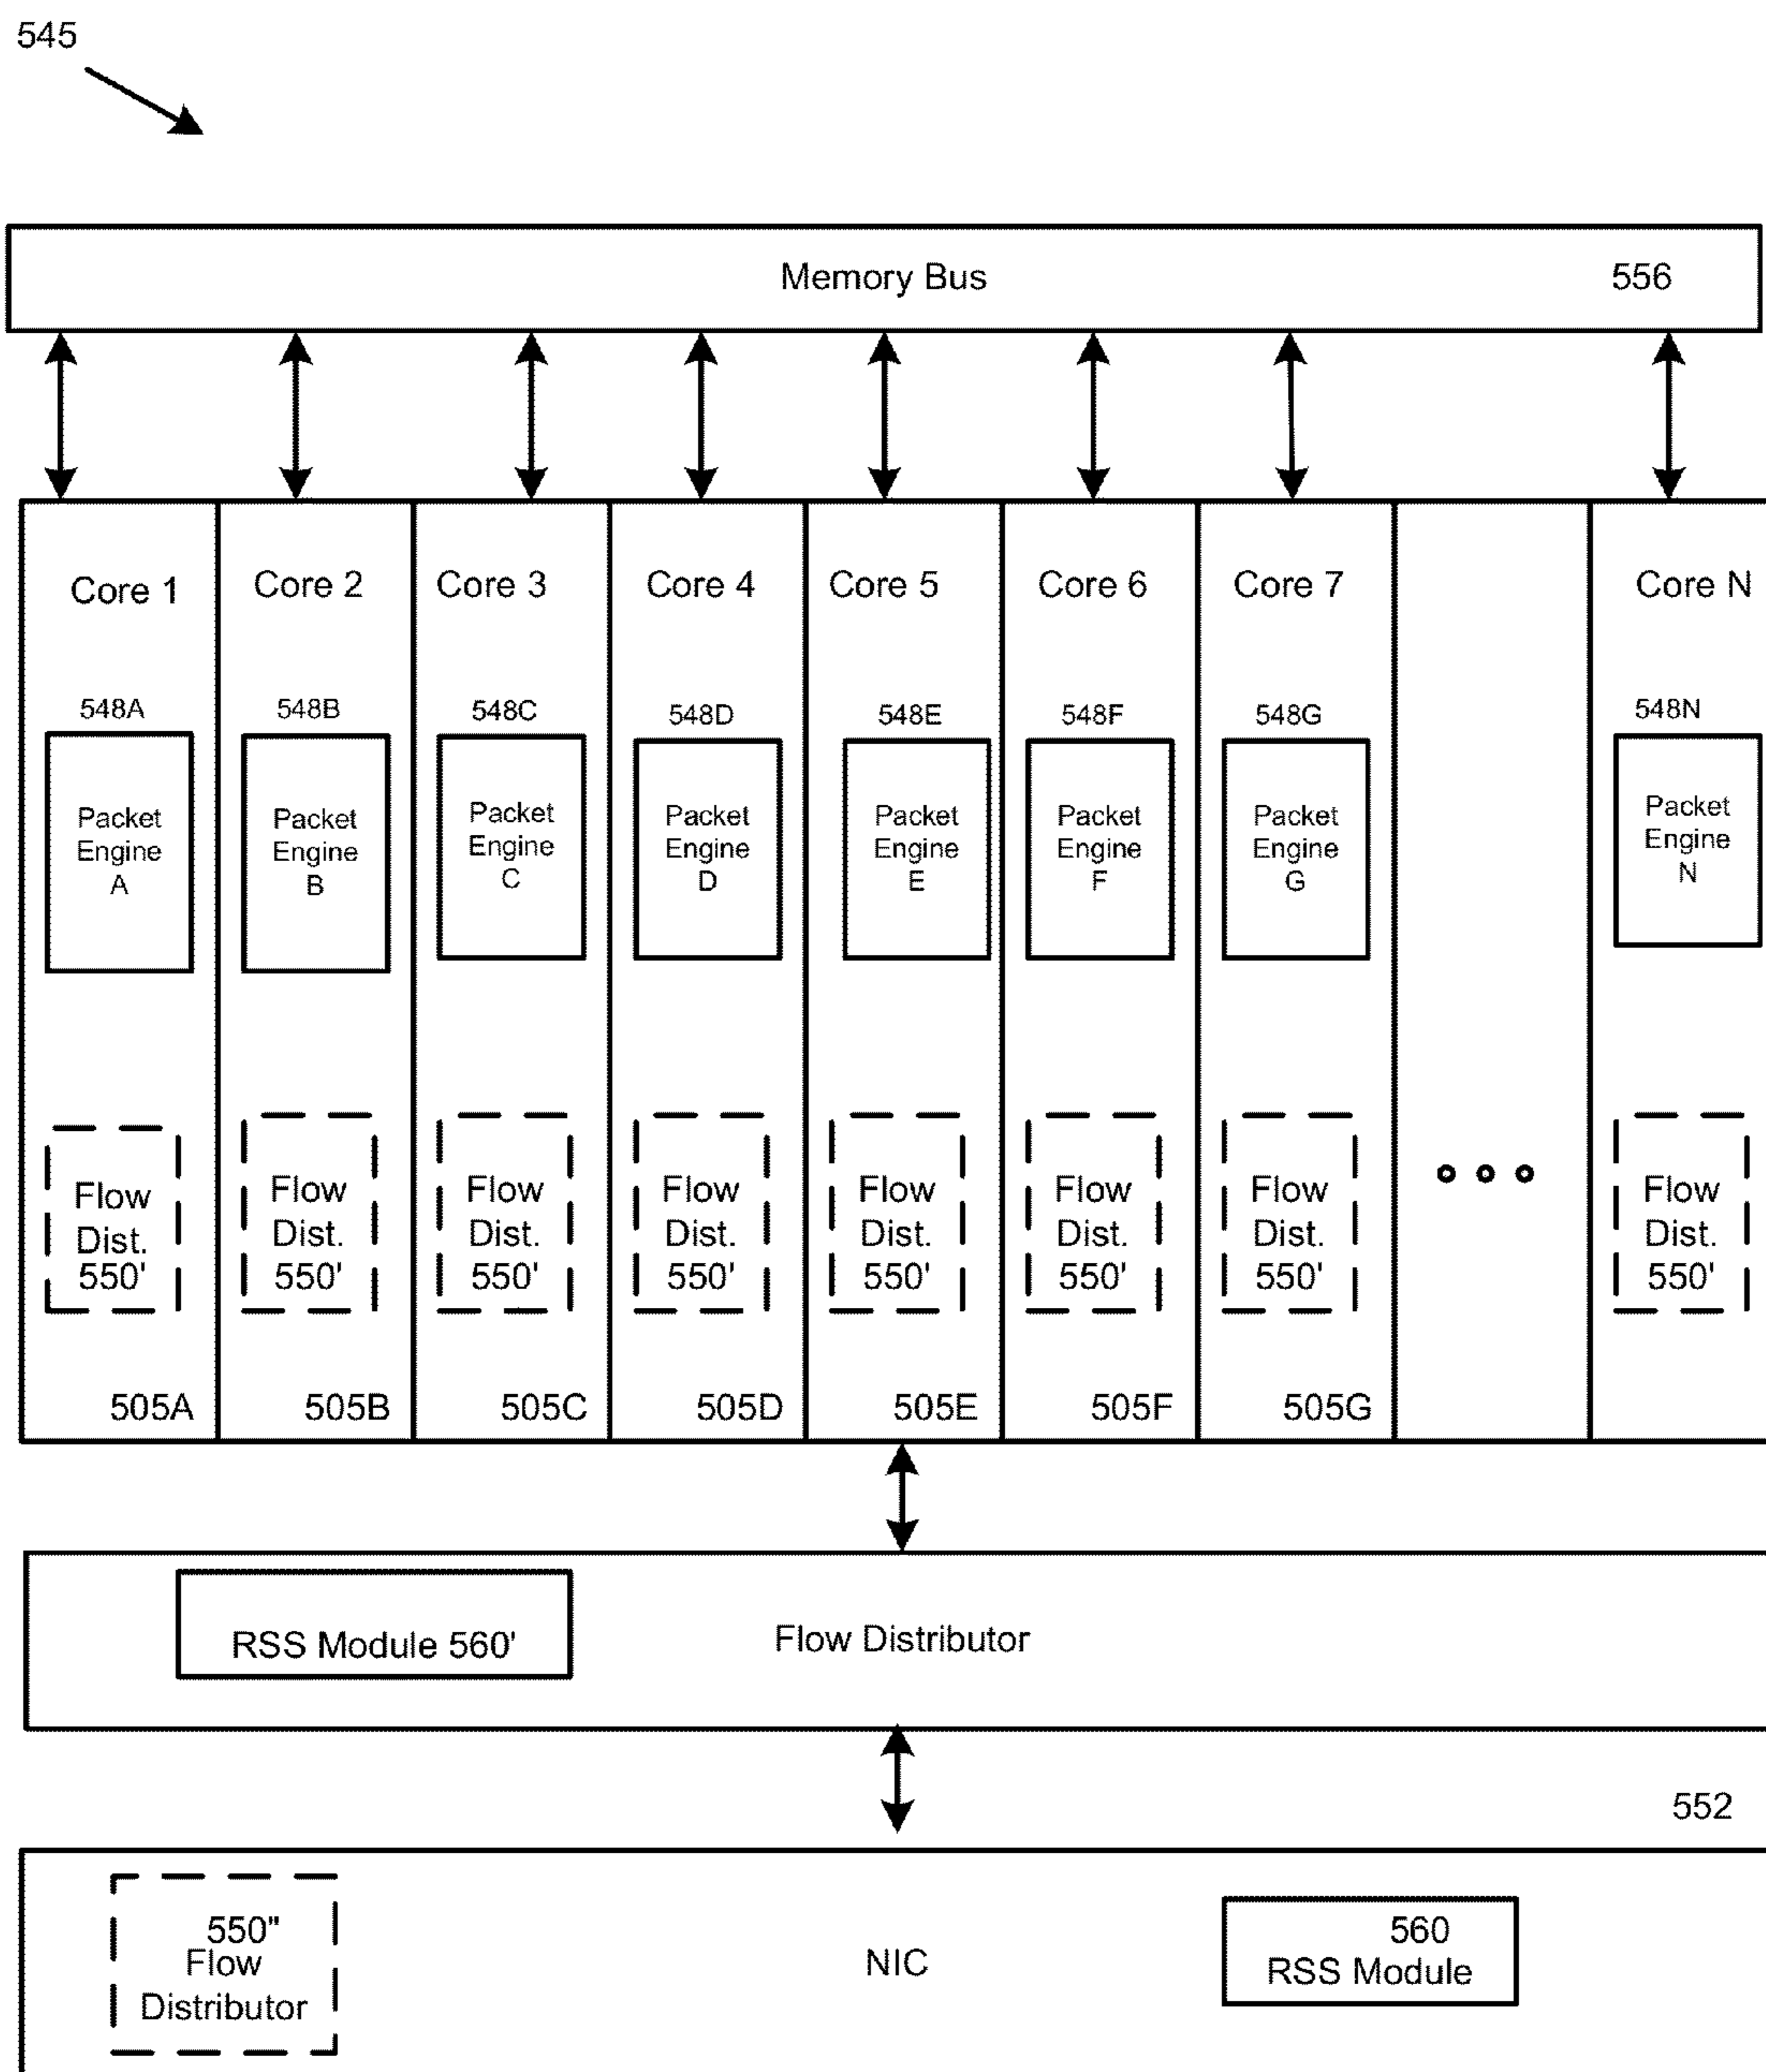 545
Memory Bus 556
Core 1 Core 2 Core 3 Core 4 Core 5 Core 6 Core 7 Core N
548A 548B 548C 548D 548E 548F 548G 548N
Packet Packet Packet Packet Packet Packet Packet Packet
Engine Engine Engine Engine Engine Engine Engine Engine
A B C D E F G N
Flow Flow Flow Flow Flow Flow Flow Flow
Dist. Dist. Dist. Dist. Dist. Dist. Dist. Dist.
550' 550' 550' 550' 550' 550' 550' 550'
505A 505B 505C 505D 505E 505F 505G
RSS Module 560' Flow Distributor
552
550" 560
Flow NIC RSS Module
Distributor